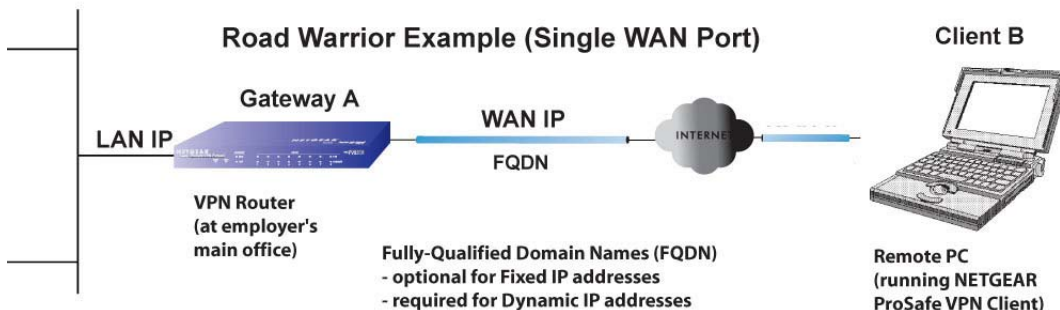 Road Warrior Example (Single WAN Port)
Client B
Gateway A
LAN IP
NETGEAR
WAN IP
FQDN
INTERNET
VPN Router
(at employer's
main office)
Fully-Qualified Domain Names (FQDN)
- optional for Fixed IP addresses
- required for Dynamic IP addresses
Remote PC
(running NETGEAR
ProSafe VPN Client)